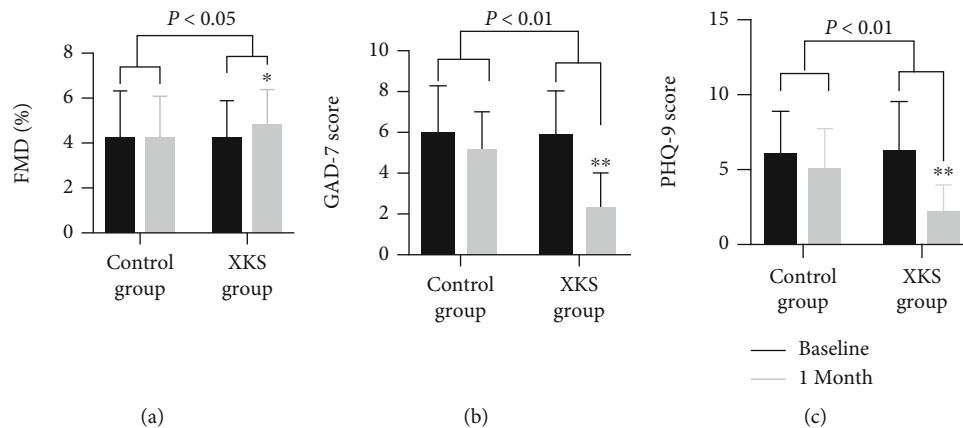 P < 0.05
8
6
4
2
0
FMD (%)
*
Control
group
XKS
group
(a)
P < 0.01
10
8
6
4
2
0
GAD-7 score
**
Control
group
XKS
group
(b)
P < 0.01
15
10
5
0
PHQ-9 score
**
Control
group
XKS
group
Baseline
1 Month
(c)